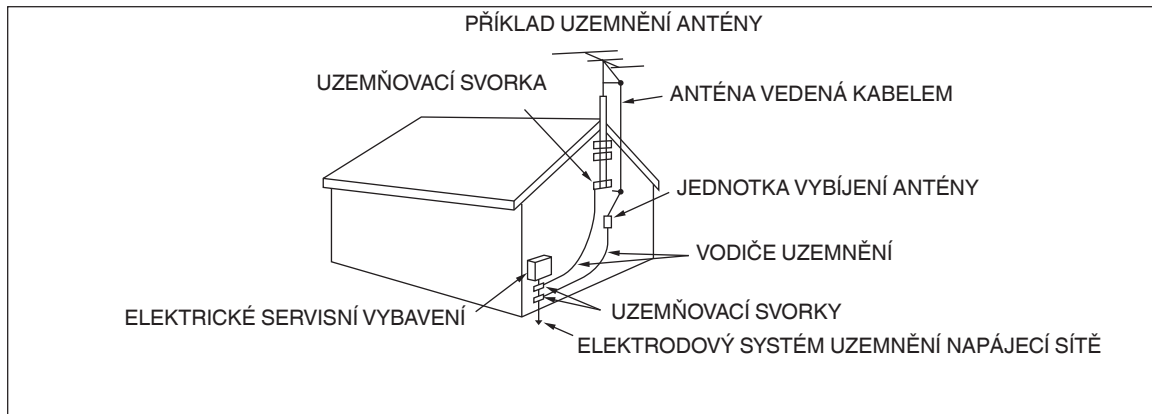 PŘÍKLAD UZEMNĚNÍ ANTÉNY
UZEMŇOVACÍ SVORKA
ANTÉNA VEDENÁ KABELEM
JEDNOTKA VYBÍJENÍ ANTÉNY
VODIČE UZEMNĚNÍ
ELEKTRICKÉ SERVISNÍ VYBAVENÍ
UZEMŇOVACÍ SVORKY
ELEKTRODOVÝ SYSTÉM UZEMNĚNÍ NAPÁJECÍ SÍTĚ